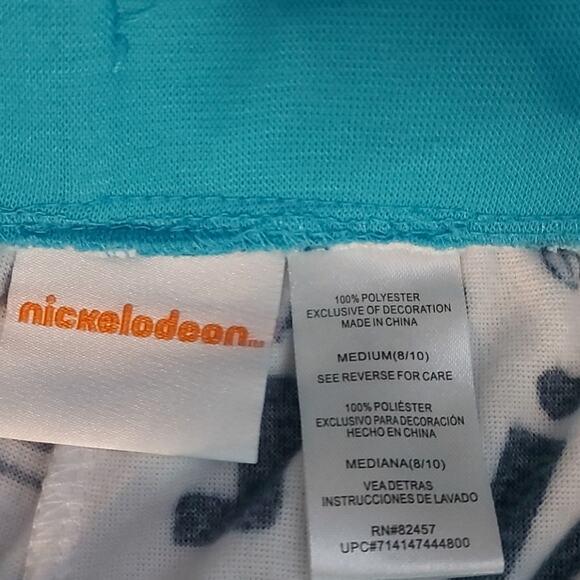 nickelodeon™
100% POLYESTER
EXCLUSIVE OF DECORATION
MADE IN CHINA
MEDIUM(8/10)
SEE REVERSE FOR CARE
100% POLIÉSTER
EXCLUSIVO PARA DECORACIÓN
HECHO EN CHINA
MEDIANA(8/10)
VEA DETRAS
INSTRUCCIONES DE LAVADO
RN#82457
UPC#714147444800